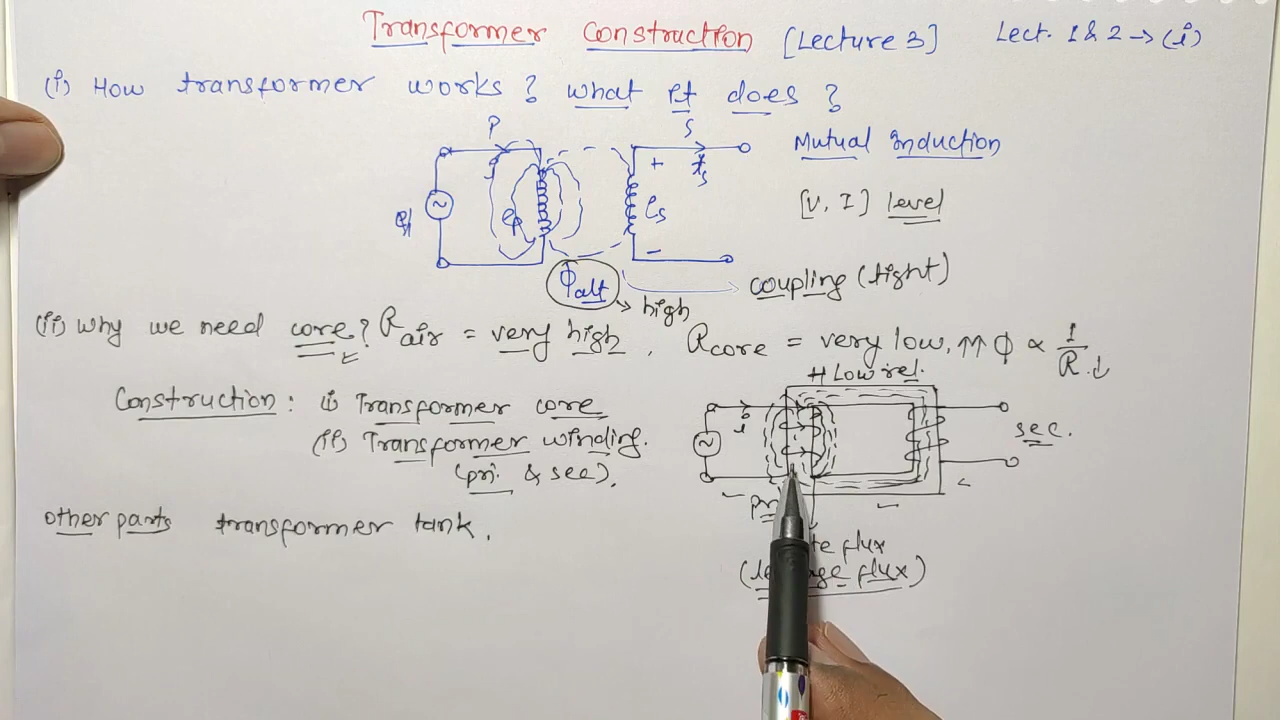 Transformer Construction [Lecture 3] Lect. 1 & 2 → (i)
(i) How transformer works? what it does?
P
S
Mutual Induction
+
is
[V, I] level
ep
es
-
Φalt
high
coupling (tight)
(ii) why we need core? Rair = very high, Rcore = very low, ↑↑ Φ ∝ 1/R ↓
Low rel.
Construction: (i) Transformer core
(ii) Transformer winding.
(pri. & sec).
i
sec.
other parts transformer tank.
flux
flux)